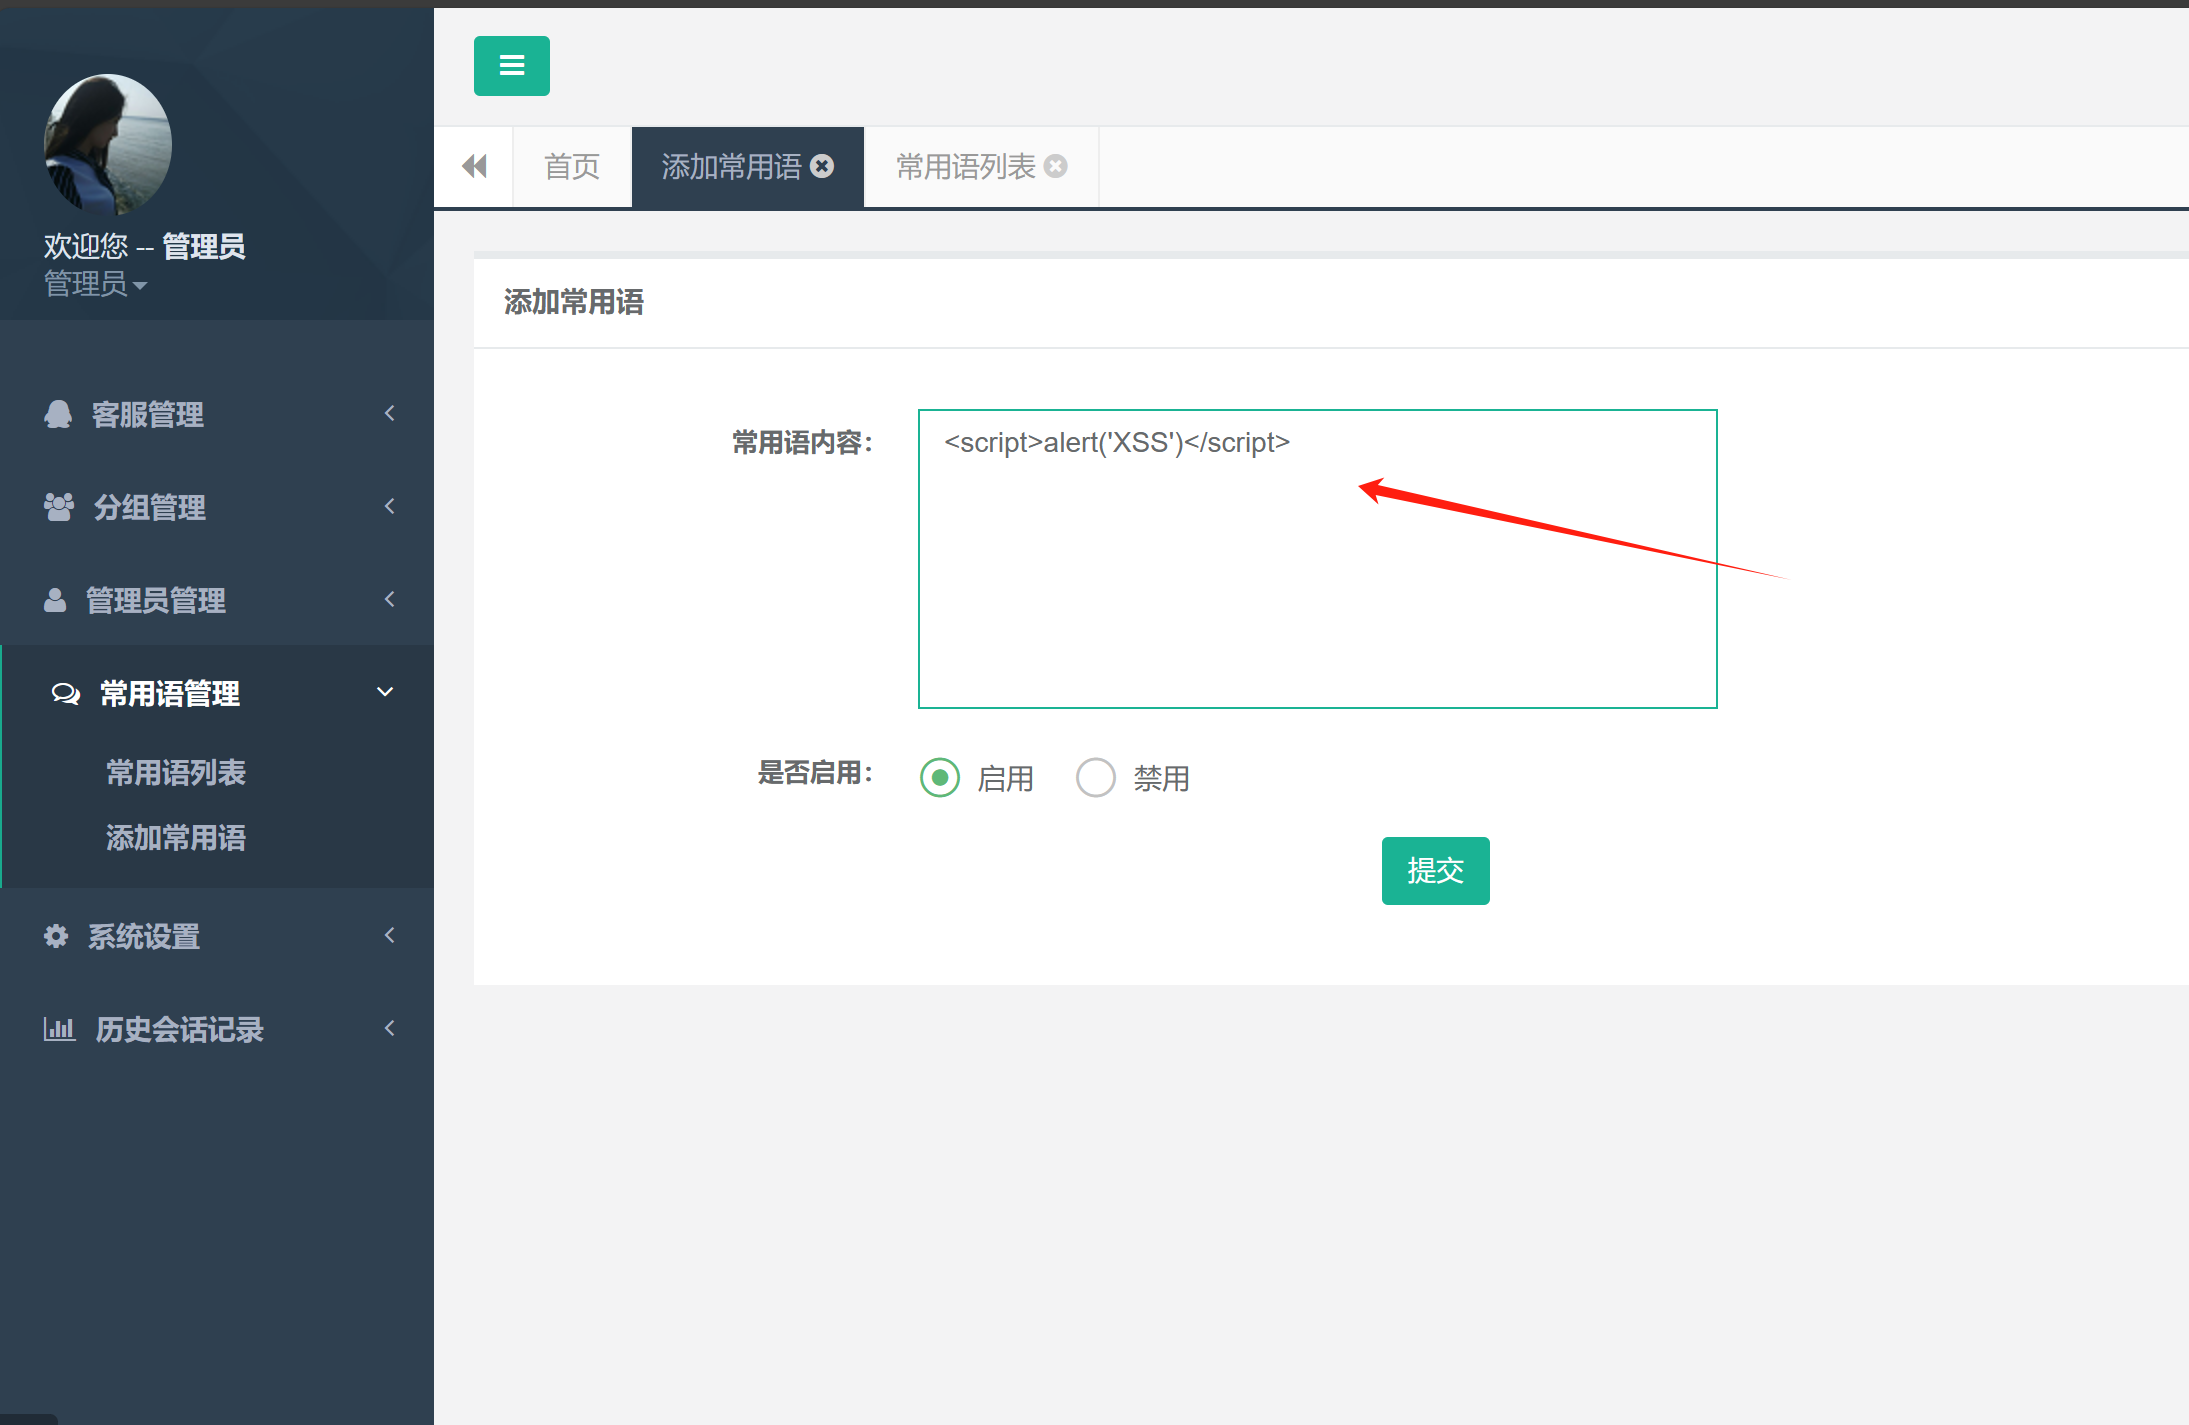 欢迎您 -- 管理员
管理员
客服管理
分组管理
管理员管理
常用语管理
常用语列表
添加常用语
系统设置
历史会话记录
首页
添加常用语
常用语列表
添加常用语
常用语内容：
<script>alert('XSS')</script>
是否启用：
启用 禁用
提交